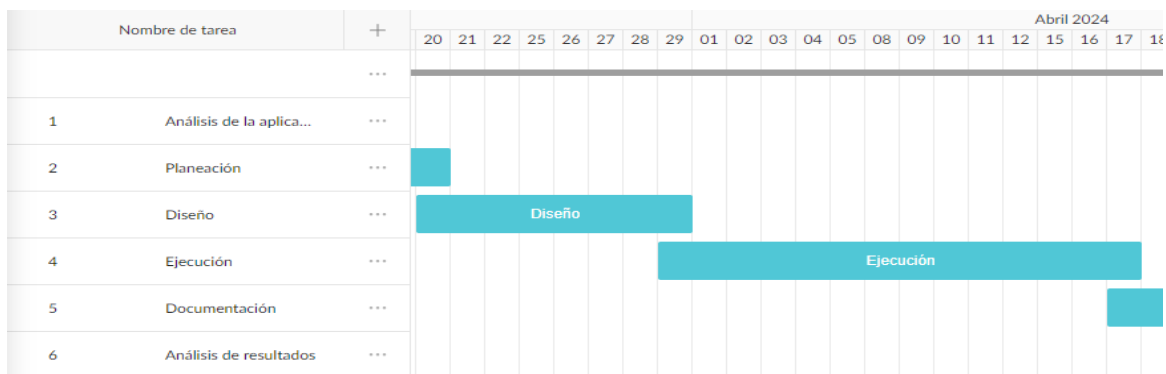 Abril 2024
Nombre de tarea +
20 21 22 25 26 27 28 29 01 02 03 04 05 08 09 10 11 12 15 16 17 18
...
1 Análisis de la aplica... ...
2 Planeación ...
3 Diseño ... Diseño
4 Ejecución ... Ejecución
5 Documentación ...
6 Análisis de resultados ...